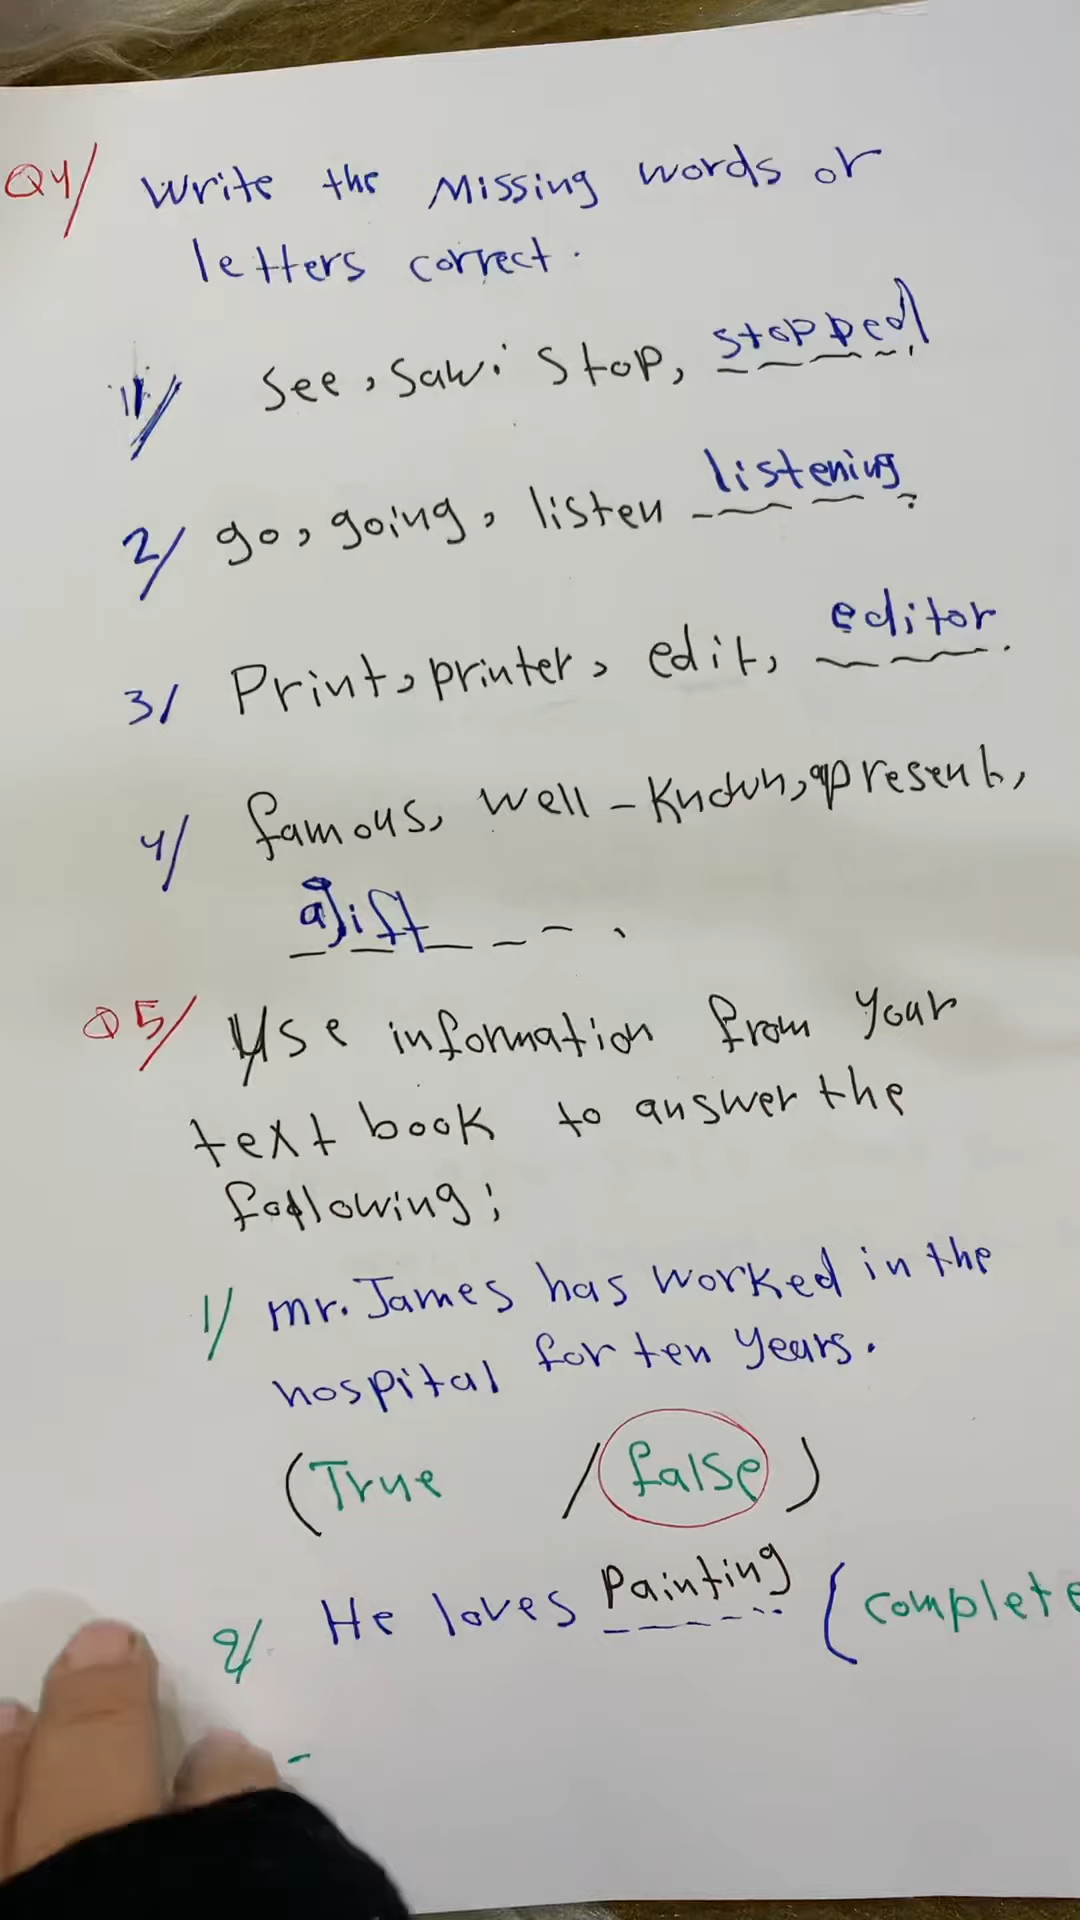 Q4/ Write the Missing words or
letters correct.
1/ See, saw. Stop, stopped.
2/ go, going, listen listening.
3/ Print, printer, edit, editor.
4/ famous, well-known, a present,
a gift.
Q5/ Use information from your
text book to answer the
following;
1/ mr. James has worked in the
hospital for ten years.
(True / false)
2/ He loves Painting (complete